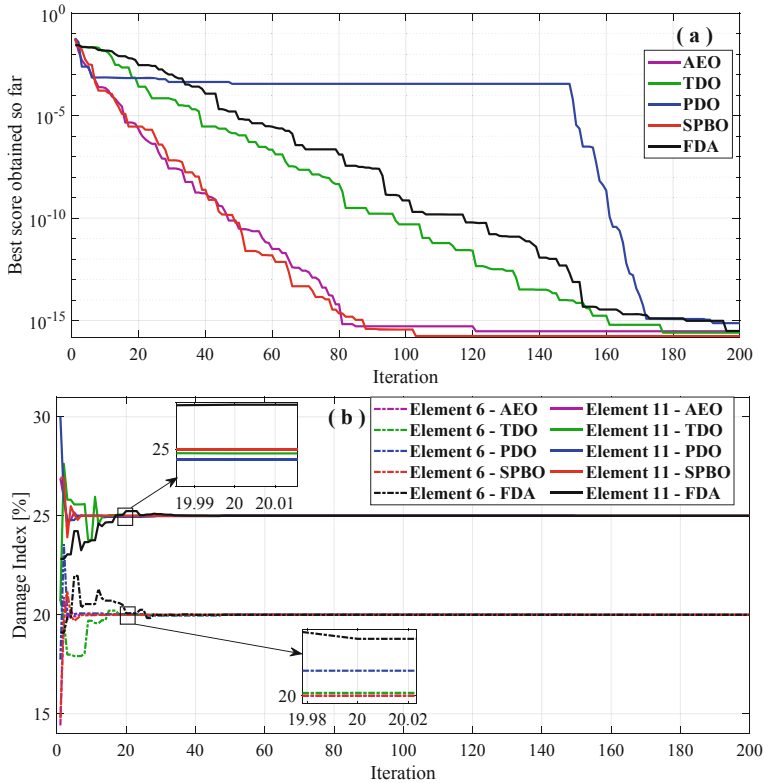 10^0
10^-5
10^-10
10^-15
Best score obtained so far
( a )
AEO
TDO
PDO
SPBO
FDA
0 20 40 60 80 100 120 140 160 180 200
Iteration
30
25
20
15
Damage Index [%]
( b )
Element 6 - AEO
Element 6 - TDO
Element 6 - PDO
Element 6 - SPBO
Element 6 - FDA
Element 11 - AEO
Element 11 - TDO
Element 11 - PDO
Element 11 - SPBO
Element 11 - FDA
25
19.99 20 20.01
20
19.98 20 20.02
0 20 40 60 80 100 120 140 160 180 200
Iteration